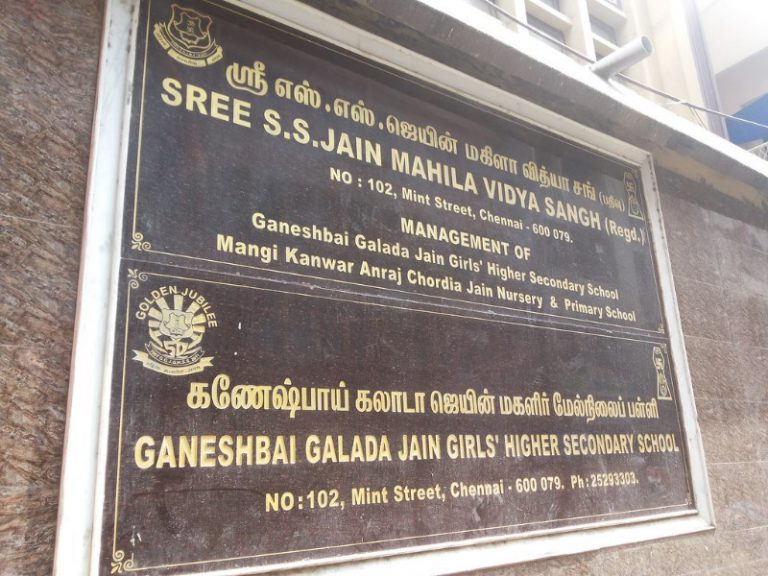 ஸ்ரீ எஸ்.எஸ்.ஜெயின் மகிளா வித்யா சங் (பதிவு)
SREE S.S.JAIN MAHILA VIDYA SANGH (Regd.)
NO : 102, Mint Street, Chennai - 600 079.
MANAGEMENT OF
Ganeshbai Galada Jain Girls' Higher Secondary School
Mangi Kanwar Anraj Chordia Jain Nursery & Primary School
GOLDEN JUBILEE
50
கணேஷ்பாய் கலாடா ஜெயின் மகளிர் மேல்நிலைப் பள்ளி
GANESHBAI GALADA JAIN GIRLS' HIGHER SECONDARY SCHOOL
NO:102, Mint Street, Chennai - 600 079. Ph:25293303.